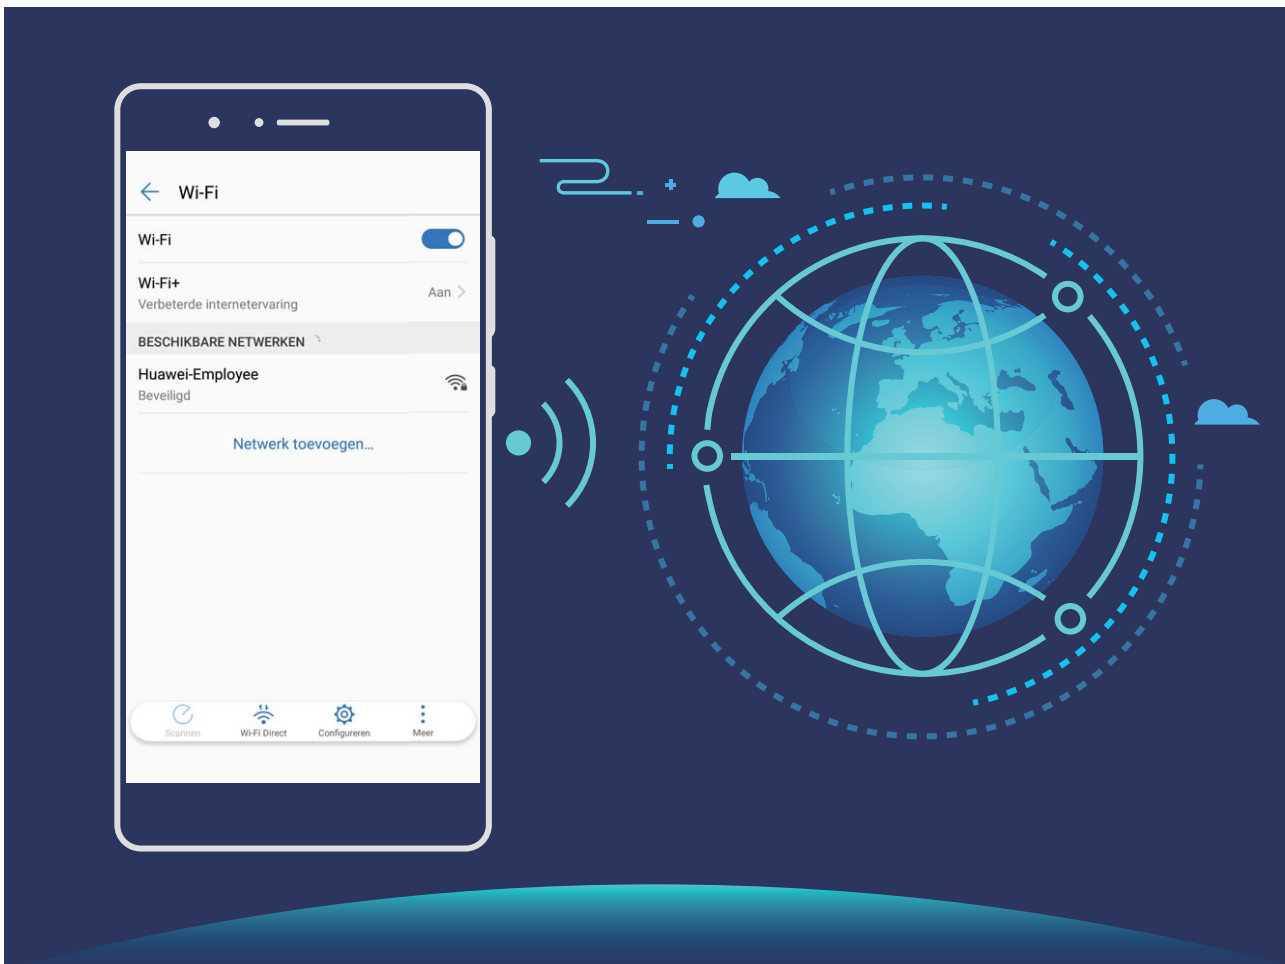 Wi-Fi
Wi-Fi
Wi-Fi+
Verbeterde internetervaring
Aan
BESCHIKBARE NETWERKEN
Huawei-Employee
Beveiligd
Netwerk toevoegen...
Scannen
Wi-Fi Direct
Configureren
Meer